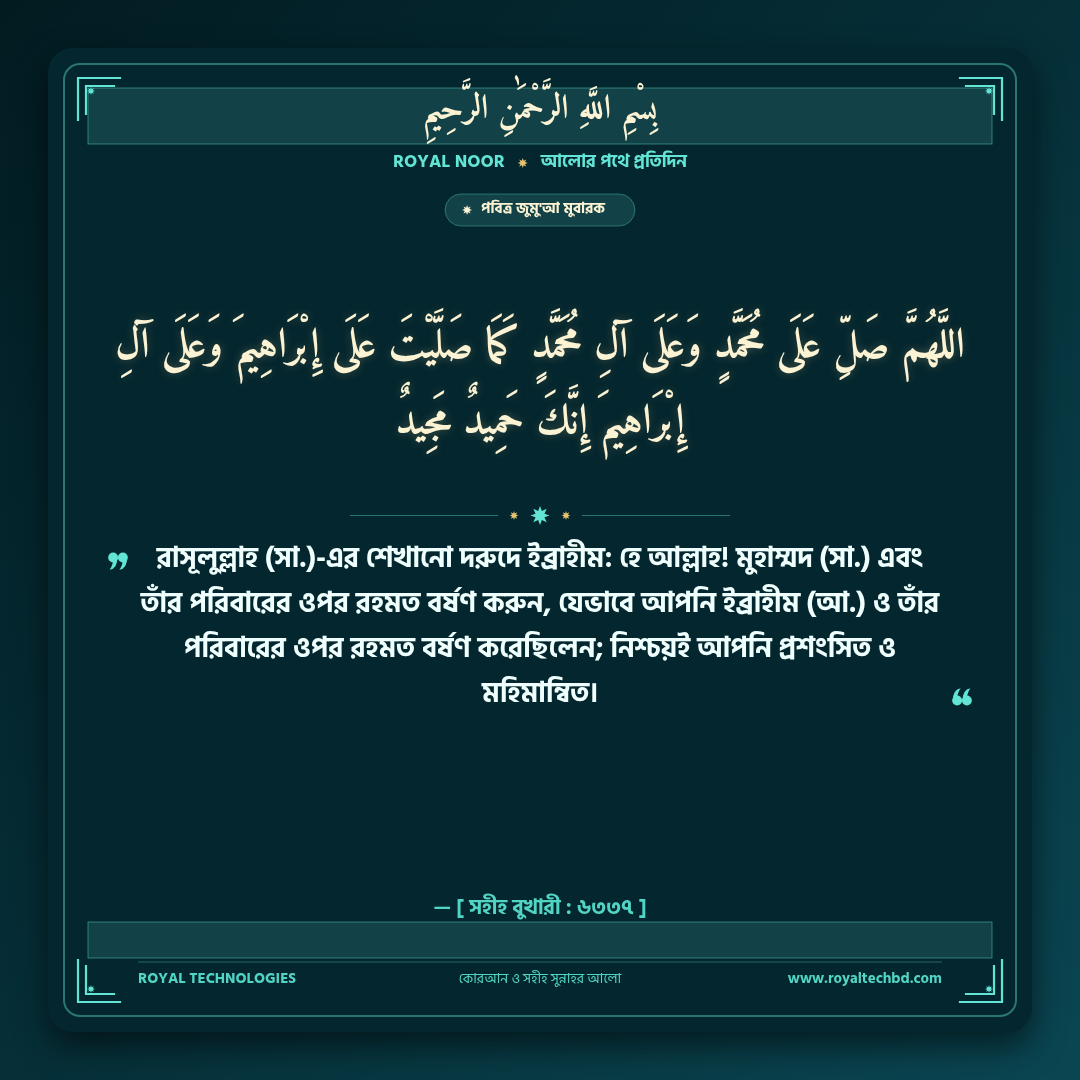 بِسْمِ اللَّهِ الرَّحْمَٰنِ الرَّحِيمِ
ROYAL NOOR ✸ আলোর পথে প্রতিদিন
✸ পবিত্র জুমু'আ মুবারক
اللَّهُمَّ صَلِّ عَلَى مُحَمَّدٍ وَعَلَى آلِ مُحَمَّدٍ كَمَا صَلَّيْتَ عَلَى إِبْرَاهِيمَ وَعَلَى آلِ
إِبْرَاهِيمَ إِنَّكَ حَمِيدٌ مَجِيدٌ
❞ রাসূলুল্লাহ (সা.)-এর শেখানো দরুদে ইব্রাহীম: হে আল্লাহ! মুহাম্মদ (সা.) এবং
তাঁর পরিবারের ওপর রহমত বর্ষণ করুন, যেভাবে আপনি ইব্রাহীম (আ.) ও তাঁর
পরিবারের ওপর রহমত বর্ষণ করেছিলেন; নিশ্চয়ই আপনি প্রশংসিত ও
মহিমান্বিত। ❝
— [ সহীহ বুখারী : ৬৩৩৭ ]
ROYAL TECHNOLOGIES কোরআন ও সহীহ সুন্নাহর আলো www.royaltechbd.com